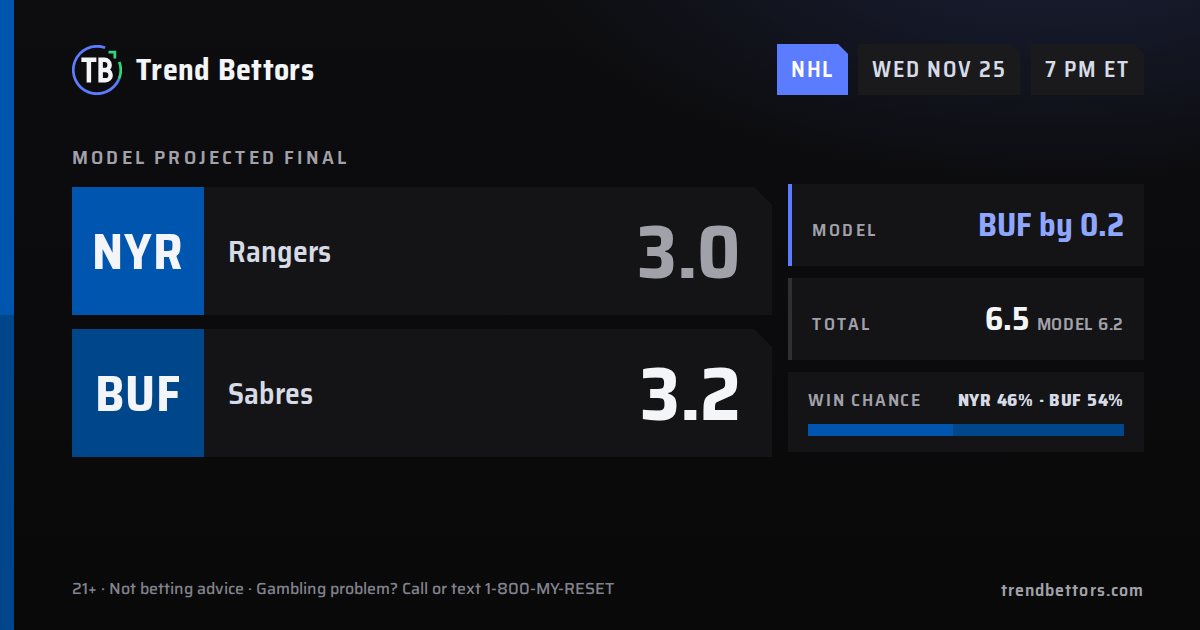 TB Trend Bettors
NHL WED NOV 25 7 PM ET
MODEL PROJECTED FINAL
NYR Rangers 3.0
BUF Sabres 3.2
MODEL BUF by 0.2
TOTAL 6.5 MODEL 6.2
WIN CHANCE NYR 46% · BUF 54%
21+ · Not betting advice · Gambling problem? Call or text 1-800-MY-RESET
trendbettors.com